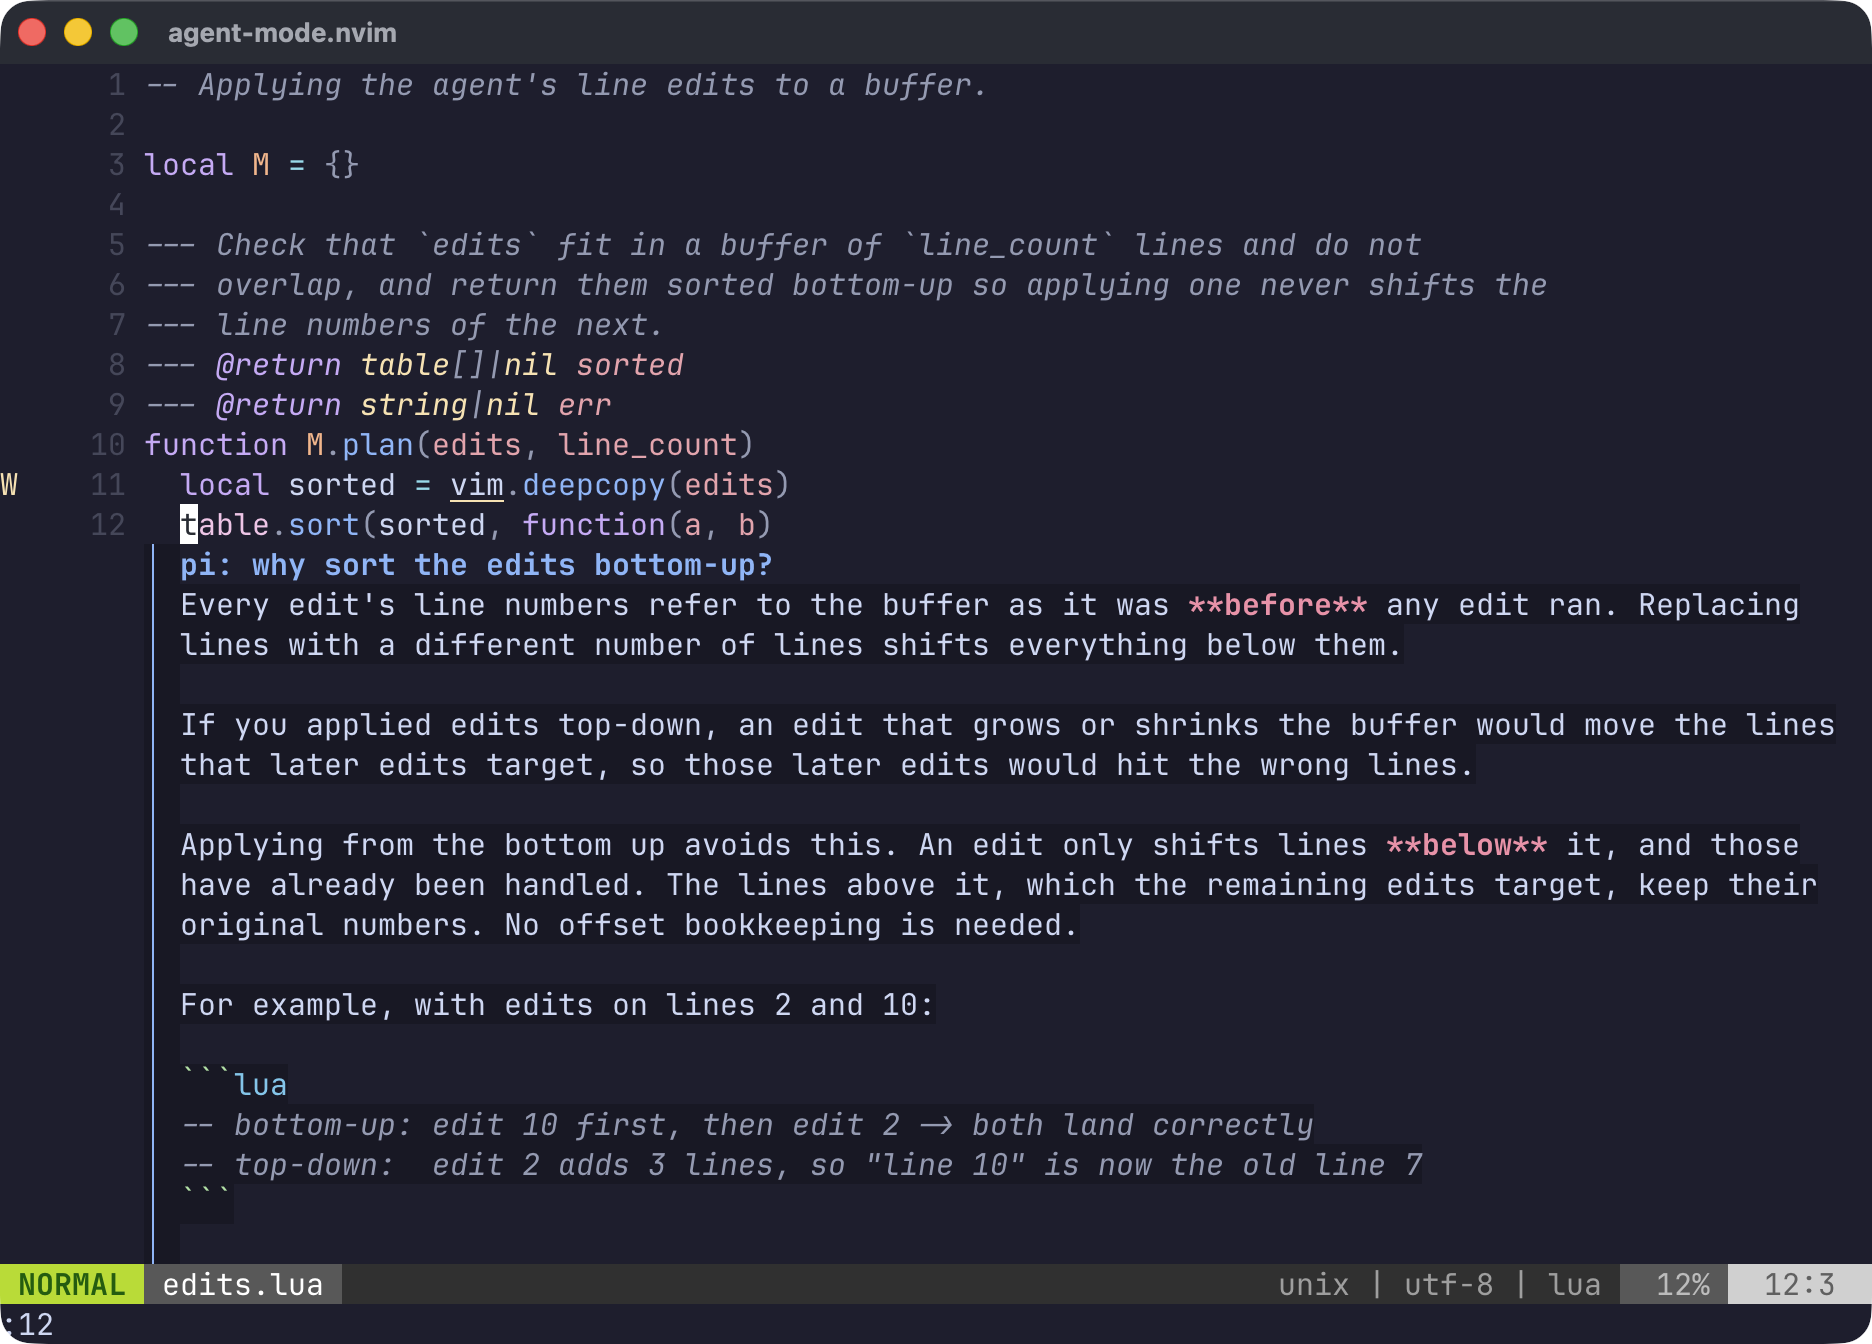 agent-mode.nvim
1 -- Applying the agent's line edits to a buffer.
2
3 local M = {}
4
5 --- Check that `edits` fit in a buffer of `line_count` lines and do not
6 --- overlap, and return them sorted bottom-up so applying one never shifts the
7 --- line numbers of the next.
8 --- @return table[]|nil sorted
9 --- @return string|nil err
10 function M.plan(edits, line_count)
W 11 local sorted = vim.deepcopy(edits)
12 table.sort(sorted, function(a, b)
pi: why sort the edits bottom-up?
Every edit's line numbers refer to the buffer as it was **before** any edit ran. Replacing
lines with a different number of lines shifts everything below them.
If you applied edits top-down, an edit that grows or shrinks the buffer would move the lines
that later edits target, so those later edits would hit the wrong lines.
Applying from the bottom up avoids this. An edit only shifts lines **below** it, and those
have already been handled. The lines above it, which the remaining edits target, keep their
original numbers. No offset bookkeeping is needed.
For example, with edits on lines 2 and 10:
```lua
-- bottom-up: edit 10 first, then edit 2 -> both land correctly
-- top-down:  edit 2 adds 3 lines, so "line 10" is now the old line 7
```
NORMAL edits.lua unix | utf-8 | lua 12% 12:3
:12